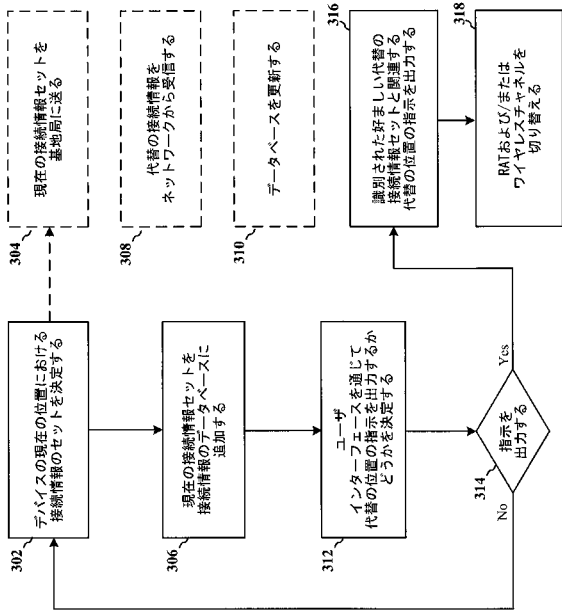 302
デバイスの現在の位置における
接続情報のセットを決定する
304
現在の接続情報セットを
基地局に送る
306
現在の接続情報セットを
接続情報のデータベースに
追加する
308
代替の接続情報を
ネットワークから受信する
310
データベースを更新する
312
ユーザ
インターフェースを通じて
代替の位置の指示を出力するか
どうかを決定する
314
指示を
出力する
No
Yes
316
識別された好ましい代替の
接続情報セットと関連する
代替の位置の指示を出力する
318
RATおよび/または
ワイヤレスチャネルを
切り替える